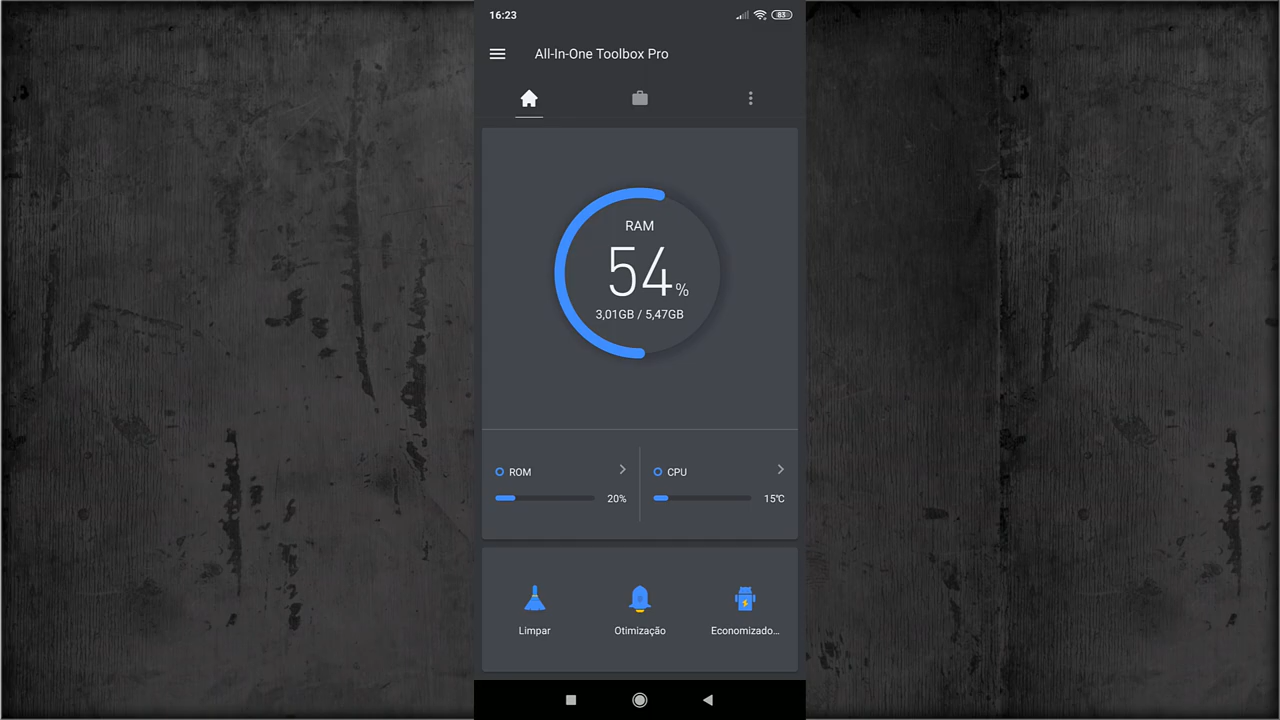 16:23
83
All-In-One Toolbox Pro
RAM
54%
3,01GB / 5,47GB
ROM
20%
CPU
15℃
Limpar
Otimização
Economizado...